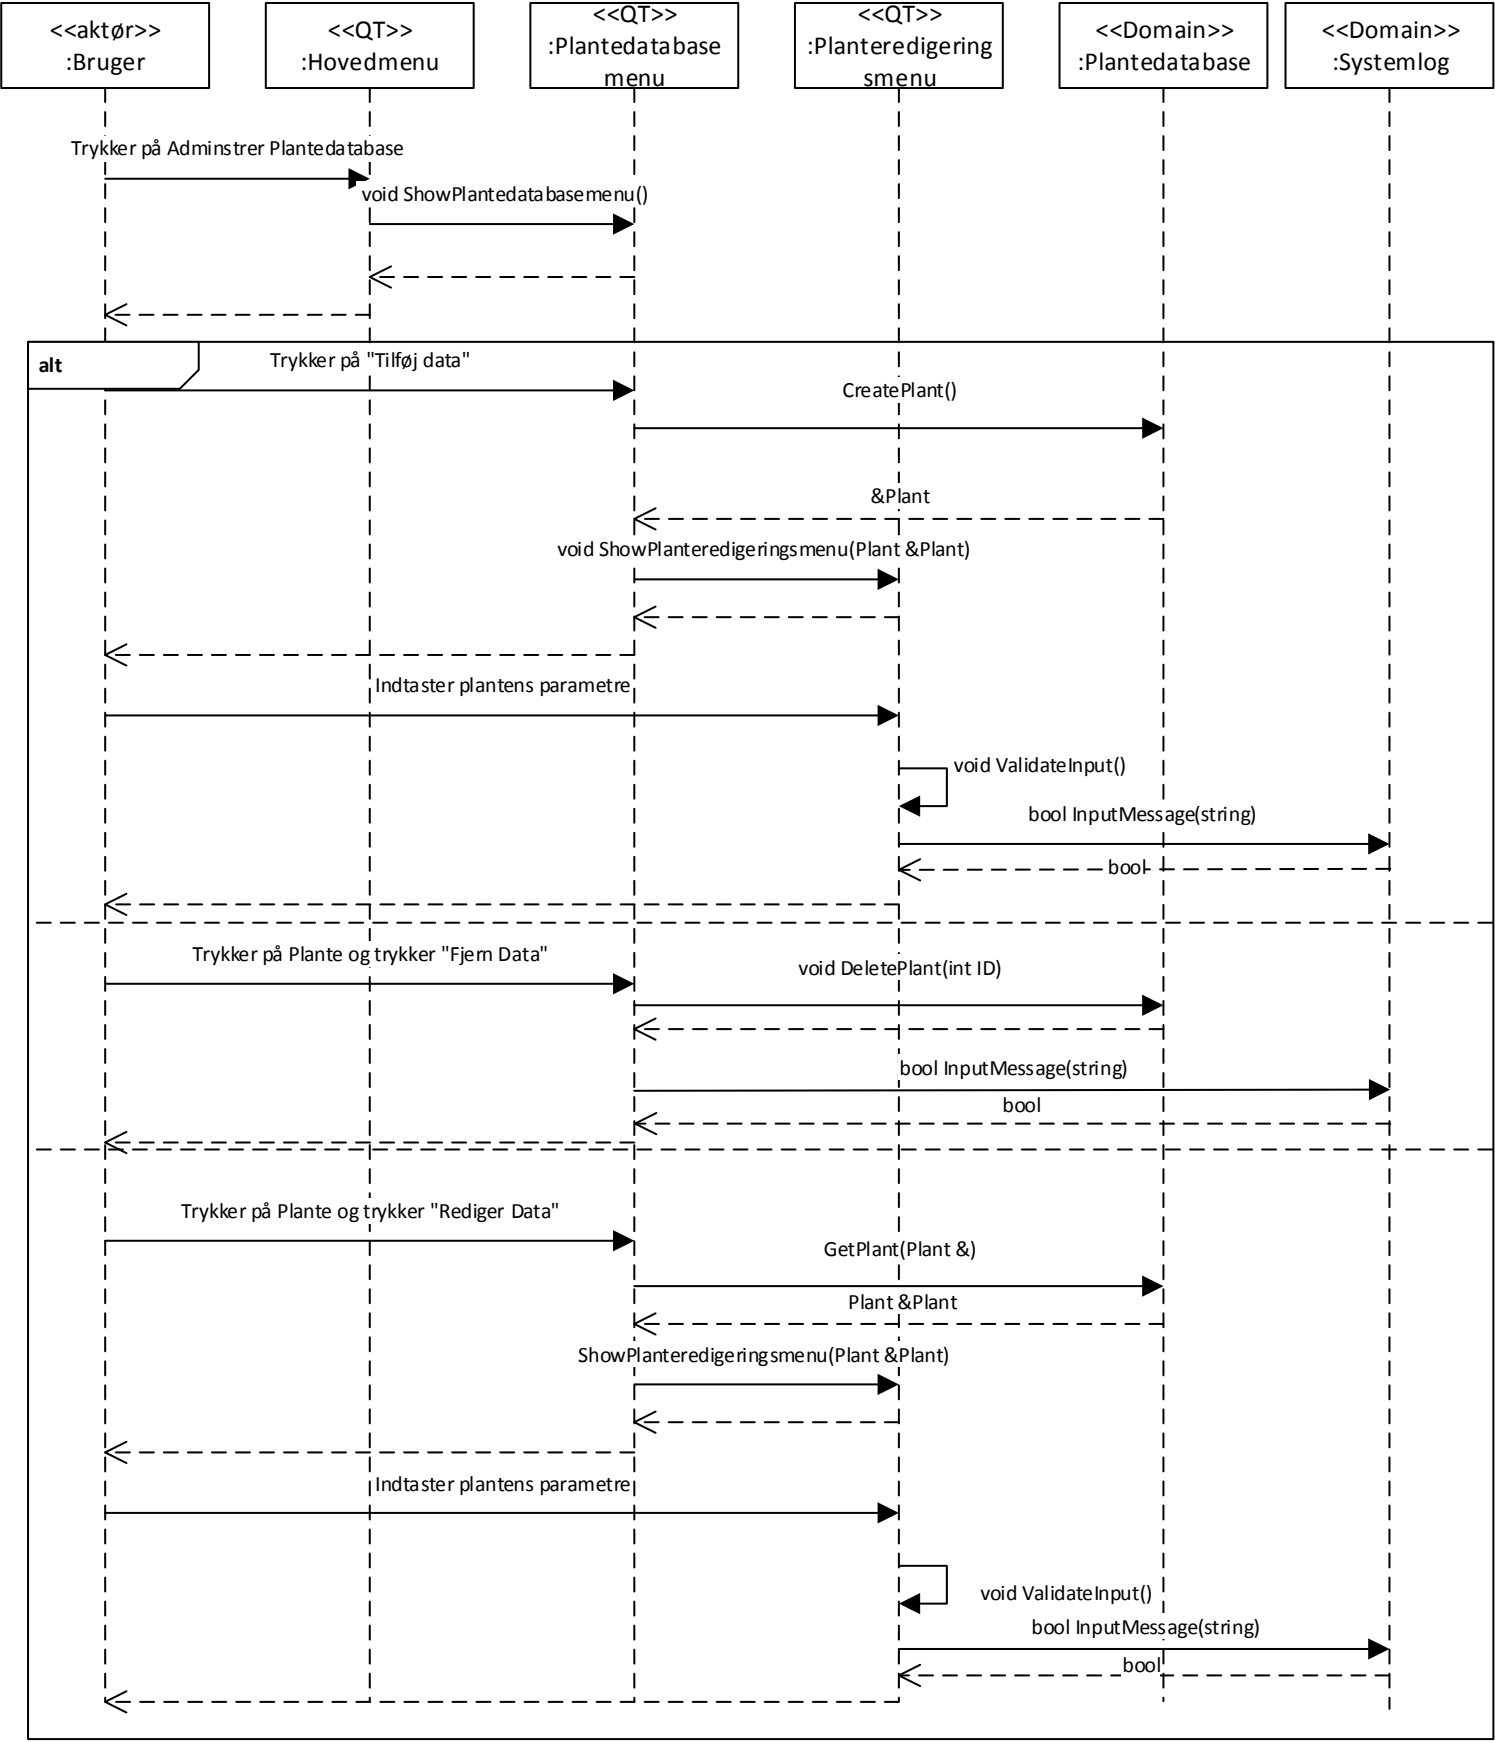 <<aktør>>
:Bruger
<<QT>>
:Hovedmenu
<<QT>>
:Plantedatabase
menu
<<QT>>
:Planteredigering
smenu
<<Domain>>
:Plantedatabase
<<Domain>>
:Systemlog
Trykker på Adminstrer Plantedatabase
void ShowPlantedatabasemenu()
alt
Trykker på "Tilføj data"
CreatePlant()
&Plant
void ShowPlanteredigeringsmenu(Plant &Plant)
Indtaster plantens parametre
void ValidateInput()
bool InputMessage(string)
bool
Trykker på Plante og trykker "Fjern Data"
void DeletePlant(int ID)
bool InputMessage(string)
bool
Trykker på Plante og trykker "Rediger Data"
GetPlant(Plant &)
Plant &Plant
ShowPlanteredigeringsmenu(Plant &Plant)
Indtaster plantens parametre
void ValidateInput()
bool InputMessage(string)
bool